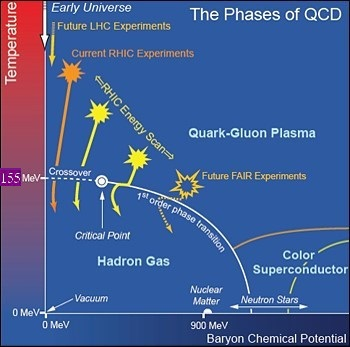 The Phases of QCD
Temperature
Early Universe
Future LHC Experiments
Current RHIC Experiments
RHIC Energy Scan
Quark-Gluon Plasma
155 MeV
Crossover
Future FAIR Experiments
1st order phase transition
Critical Point
Hadron Gas
Color
Superconductor
Vacuum
Nuclear
Matter
Neutron Stars
0 MeV
0 MeV
900 MeV
Baryon Chemical Potential